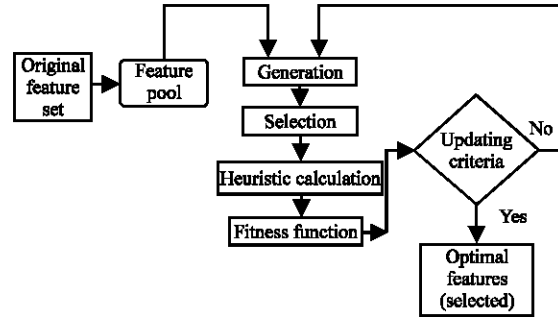 Original
feature
set
Feature
pool
Generation
Selection
Heuristic calculation
Fitness function
Updating
criteria
No
Yes
Optimal
features
(selected)